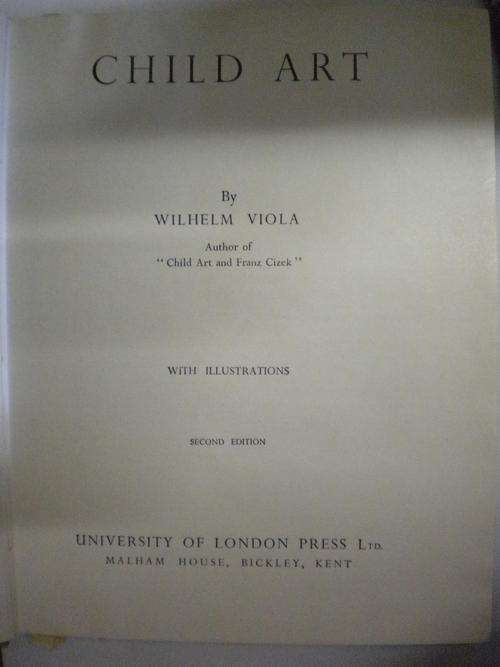 CHILD ART
By
WILHELM VIOLA
Author of
" Child Art and Franz Cizek "
WITH ILLUSTRATIONS
SECOND EDITION
UNIVERSITY OF LONDON PRESS LTD.
MALHAM HOUSE, BICKLEY, KENT